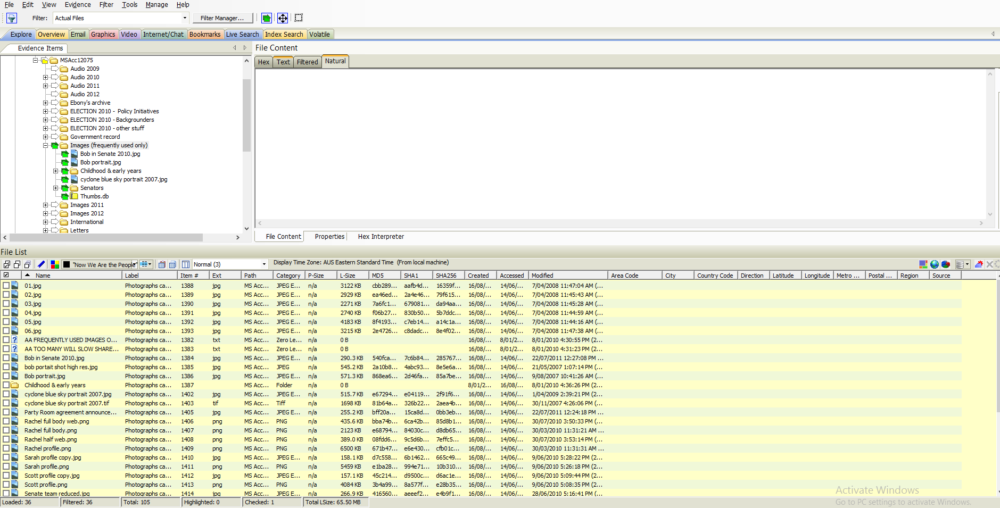 File Edit View Evidence Filter Tools Manage Help
Filter: Actual Files Filter Manager...
Explore Overview Email Graphics Video Internet/Chat Bookmarks Live Search Index Search Volatile
Evidence Items
File Content
MSAcc12075
Hex Text Filtered Natural
Audio 2009
Audio 2010
Audio 2011
Audio 2012
Ebony's archive
ELECTION 2010 - Policy Initiatives
ELECTION 2010 - Backgrounders
ELECTION 2010 - other stuff
Government record
Images (frequently used only)
Bob in Senate 2010.jpg
Bob portrait.jpg
Childhood & early years
cyclone blue sky portrait 2007.jpg
Senators
Thumbs.db
Images 2011
Images 2012
International
Letters
File Content Properties Hex Interpreter
File List
"Now We Are the People" Normal (3) Display Time Zone: AUS Eastern Standard Time (From local machine)
Name Label Item # Ext Path Category P-Size L-Size MD5 SHA1 SHA256 Created Accessed Modified Area Code City Country Code Direction Latitude Longitude Metro ... Postal ... Region Source
01.jpg Photographs ca... 1388 jpg MS Acc... JPEG E... n/a 3122 KB cbb289... aafb4d... 16359f... 16/08/... 14/06/... 7/04/2008 11:47:04 AM (...
02.jpg Photographs ca... 1389 jpg MS Acc... JPEG E... n/a 2929 KB ea46ed... 2a4e46... 79f615... 16/08/... 14/06/... 7/04/2008 11:45:43 AM (...
03.jpg Photographs ca... 1390 jpg MS Acc... JPEG E... n/a 2271 KB 7a6fc1... 679081... da94aa... 16/08/... 14/06/... 7/04/2008 11:45:28 AM (...
04.jpg Photographs ca... 1391 jpg MS Acc... JPEG E... n/a 2740 KB f06b27... 830b50... 5b7ddc... 16/08/... 14/06/... 7/04/2008 11:44:59 AM (...
05.jpg Photographs ca... 1392 jpg MS Acc... JPEG E... n/a 4183 KB 8f4193... c7eb14... a14c1a... 16/08/... 14/06/... 7/04/2008 11:44:16 AM (...
06.jpg Photographs ca... 1393 jpg MS Acc... JPEG E... n/a 3215 KB 2e4726... c8dadc... 8e4f02... 16/08/... 14/06/... 7/04/2008 11:47:38 AM (...
AA FREQUENTLY USED IMAGES O... Photographs ca... 1382 txt MS Acc... Zero Le... n/a 0 B 16/08/... 8/01/2... 8/01/2010 4:30:55 PM (2...
AA TOO MANY WILL SLOW SHARE... Photographs ca... 1383 txt MS Acc... Zero Le... n/a 0 B 16/08/... 8/01/2... 8/01/2010 4:31:23 PM (2...
Bob in Senate 2010.jpg Photographs ca... 1384 jpg MS Acc... JPEG E... n/a 290.3 KB 540fca... 7c6b84... 285767... 16/08/... 14/06/... 22/07/2011 12:27:08 PM ...
bob portait shot high res.jpg Photographs ca... 1385 jpg MS Acc... JPEG n/a 545.2 KB 2a10b8... 4abc93... 8e5e6a... 16/08/... 14/06/... 21/05/2007 1:07:14 PM (...
Bob portrait.jpg Photographs ca... 1386 jpg MS Acc... JPEG E... n/a 571.3 KB 868ea6... 2d46fa... 85a7be... 16/08/... 14/06/... 9/08/2007 10:41:26 AM (...
Childhood & early years Photographs ca... 1387 MS Acc... Folder n/a 0 B 8/01/2... 16/08/... 8/01/2010 4:36:26 PM (2...
cyclone blue sky portrait 2007.jpg Photographs ca... 1402 jpg MS Acc... JPEG E... n/a 515.7 KB e67294... e04119... 2f91f6... 16/08/... 14/06/... 1/04/2009 2:39:21 PM (2...
cyclone blue sky portrait 2007.tif Photographs ca... 1403 tif MS Acc... Tiff n/a 1698 KB 81b64a... 326b22... 2aea4b... 16/08/... 14/06/... 30/11/2007 4:26:06 PM (...
Party Room agreement announce... Photographs ca... 1405 jpg MS Acc... JPEG E... n/a 255.2 KB bff20a... 15ca8d... 0bb3eb... 16/08/... 14/06/... 22/07/2011 12:24:18 PM ...
Rachel full body web.png Photographs ca... 1406 png MS Acc... PNG n/a 435.6 KB bba74b... 6ca42b... 85d8b1... 16/08/... 14/06/... 30/07/2010 3:50:33 PM (...
Rachel full body.png Photographs ca... 1407 png MS Acc... PNG n/a 2123 KB e68794... 84030c... d8db65... 16/08/... 14/06/... 30/03/2010 11:31:21 AM ...
Rachel half web.png Photographs ca... 1408 png MS Acc... PNG n/a 389.0 KB 08fdd6... 9c5d6b... 7effc5... 16/08/... 14/06/... 30/07/2010 3:53:14 PM (...
Rachel profile.png Photographs ca... 1409 png MS Acc... PNG n/a 6500 KB 671b47... e6e430... cfb01c... 16/08/... 14/06/... 30/03/2010 11:31:31 AM ...
Sarah profile copy.jpg Photographs ca... 1410 jpg MS Acc... JPEG E... n/a 158.1 KB d7c558... 6b1462... 665c49... 16/08/... 14/06/... 9/06/2010 5:28:22 PM (2...
Sarah profile.png Photographs ca... 1411 png MS Acc... PNG n/a 5459 KB e1ba28... 994e71... 10b310... 16/08/... 14/06/... 9/06/2010 5:26:18 PM (2...
Scott profile copy.jpg Photographs ca... 1412 jpg MS Acc... JPEG E... n/a 157.1 KB 45c214... d9500c... d6ac1e... 16/08/... 14/06/... 9/06/2010 5:09:44 PM (2...
Scott profile.png Photographs ca... 1413 png MS Acc... PNG n/a 4084 KB 3b4a99... 8a577f... e28b35... 16/08/... 14/06/... 9/06/2010 5:08:35 PM (2...
Senate team reduced.jpg Photographs ca... 1414 jpg MS Acc... JPEG E... n/a 266.9 KB 416560... aeeef2... e4b9f1... 16/08/... 14/06/... 28/06/2010 5:16:41 PM (...
Activate Windows
Go to PC settings to activate Windows.
Loaded: 36 Filtered: 36 Total: 105 Highlighted: 0 Checked: 1 Total LSize: 65.50 MB